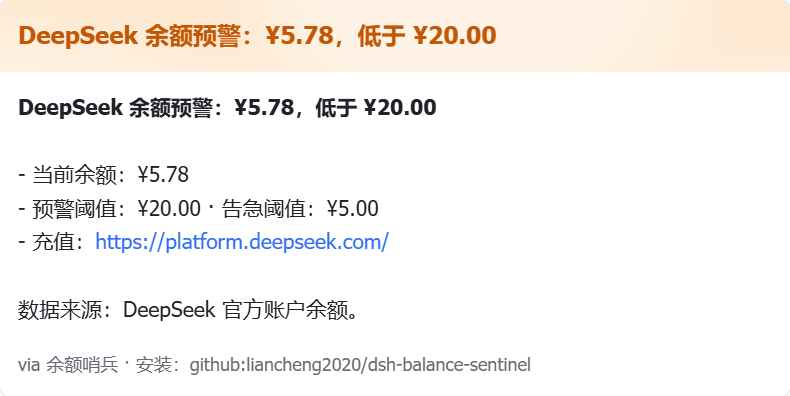 DeepSeek 余额预警：¥5.78，低于 ¥20.00
DeepSeek 余额预警：¥5.78，低于 ¥20.00
- 当前余额：¥5.78
- 预警阈值：¥20.00 · 告急阈值：¥5.00
- 充值：https://platform.deepseek.com/
数据来源：DeepSeek 官方账户余额。
via 余额哨兵 · 安装：github:liancheng2020/dsh-balance-sentinel